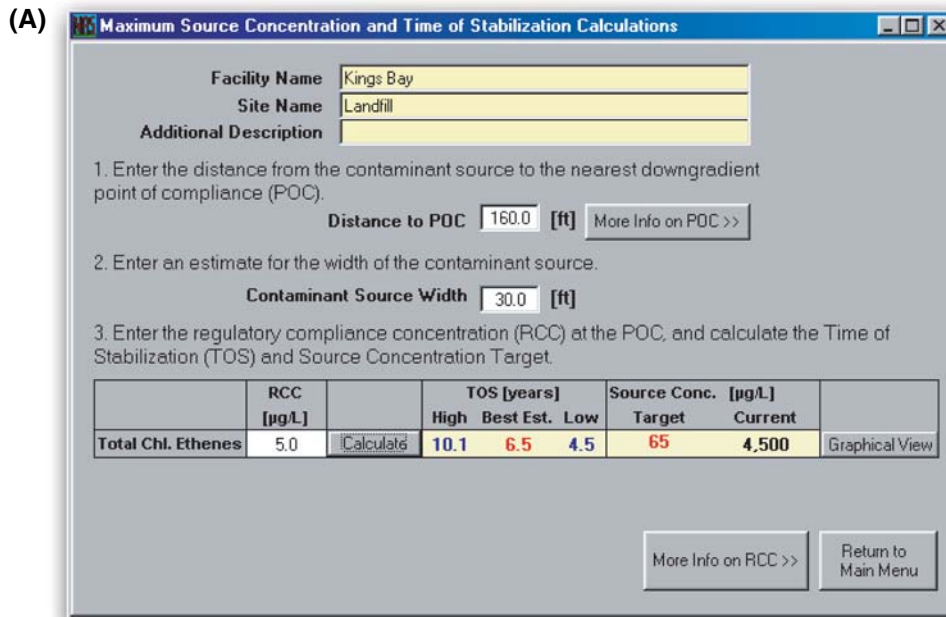 (A)
Maximum Source Concentration and Time of Stabilization Calculations
Facility Name Kings Bay
Site Name Landfill
Additional Description
1. Enter the distance from the contaminant source to the nearest downgradient
point of compliance (POC).
Distance to POC 160.0 [ft] More Info on POC >>
2. Enter an estimate for the width of the contaminant source.
Contaminant Source Width 30.0 [ft]
3. Enter the regulatory compliance concentration (RCC) at the POC, and calculate the Time of
Stabilization (TOS) and Source Concentration Target.
RCC TOS [years] Source Conc. [µg/L]
[µg/L] High Best Est. Low Target Current
Total Chl. Ethenes 5.0 Calculate 10.1 6.5 4.5 65 4,500 Graphical View
More Info on RCC >> Return to
Main Menu